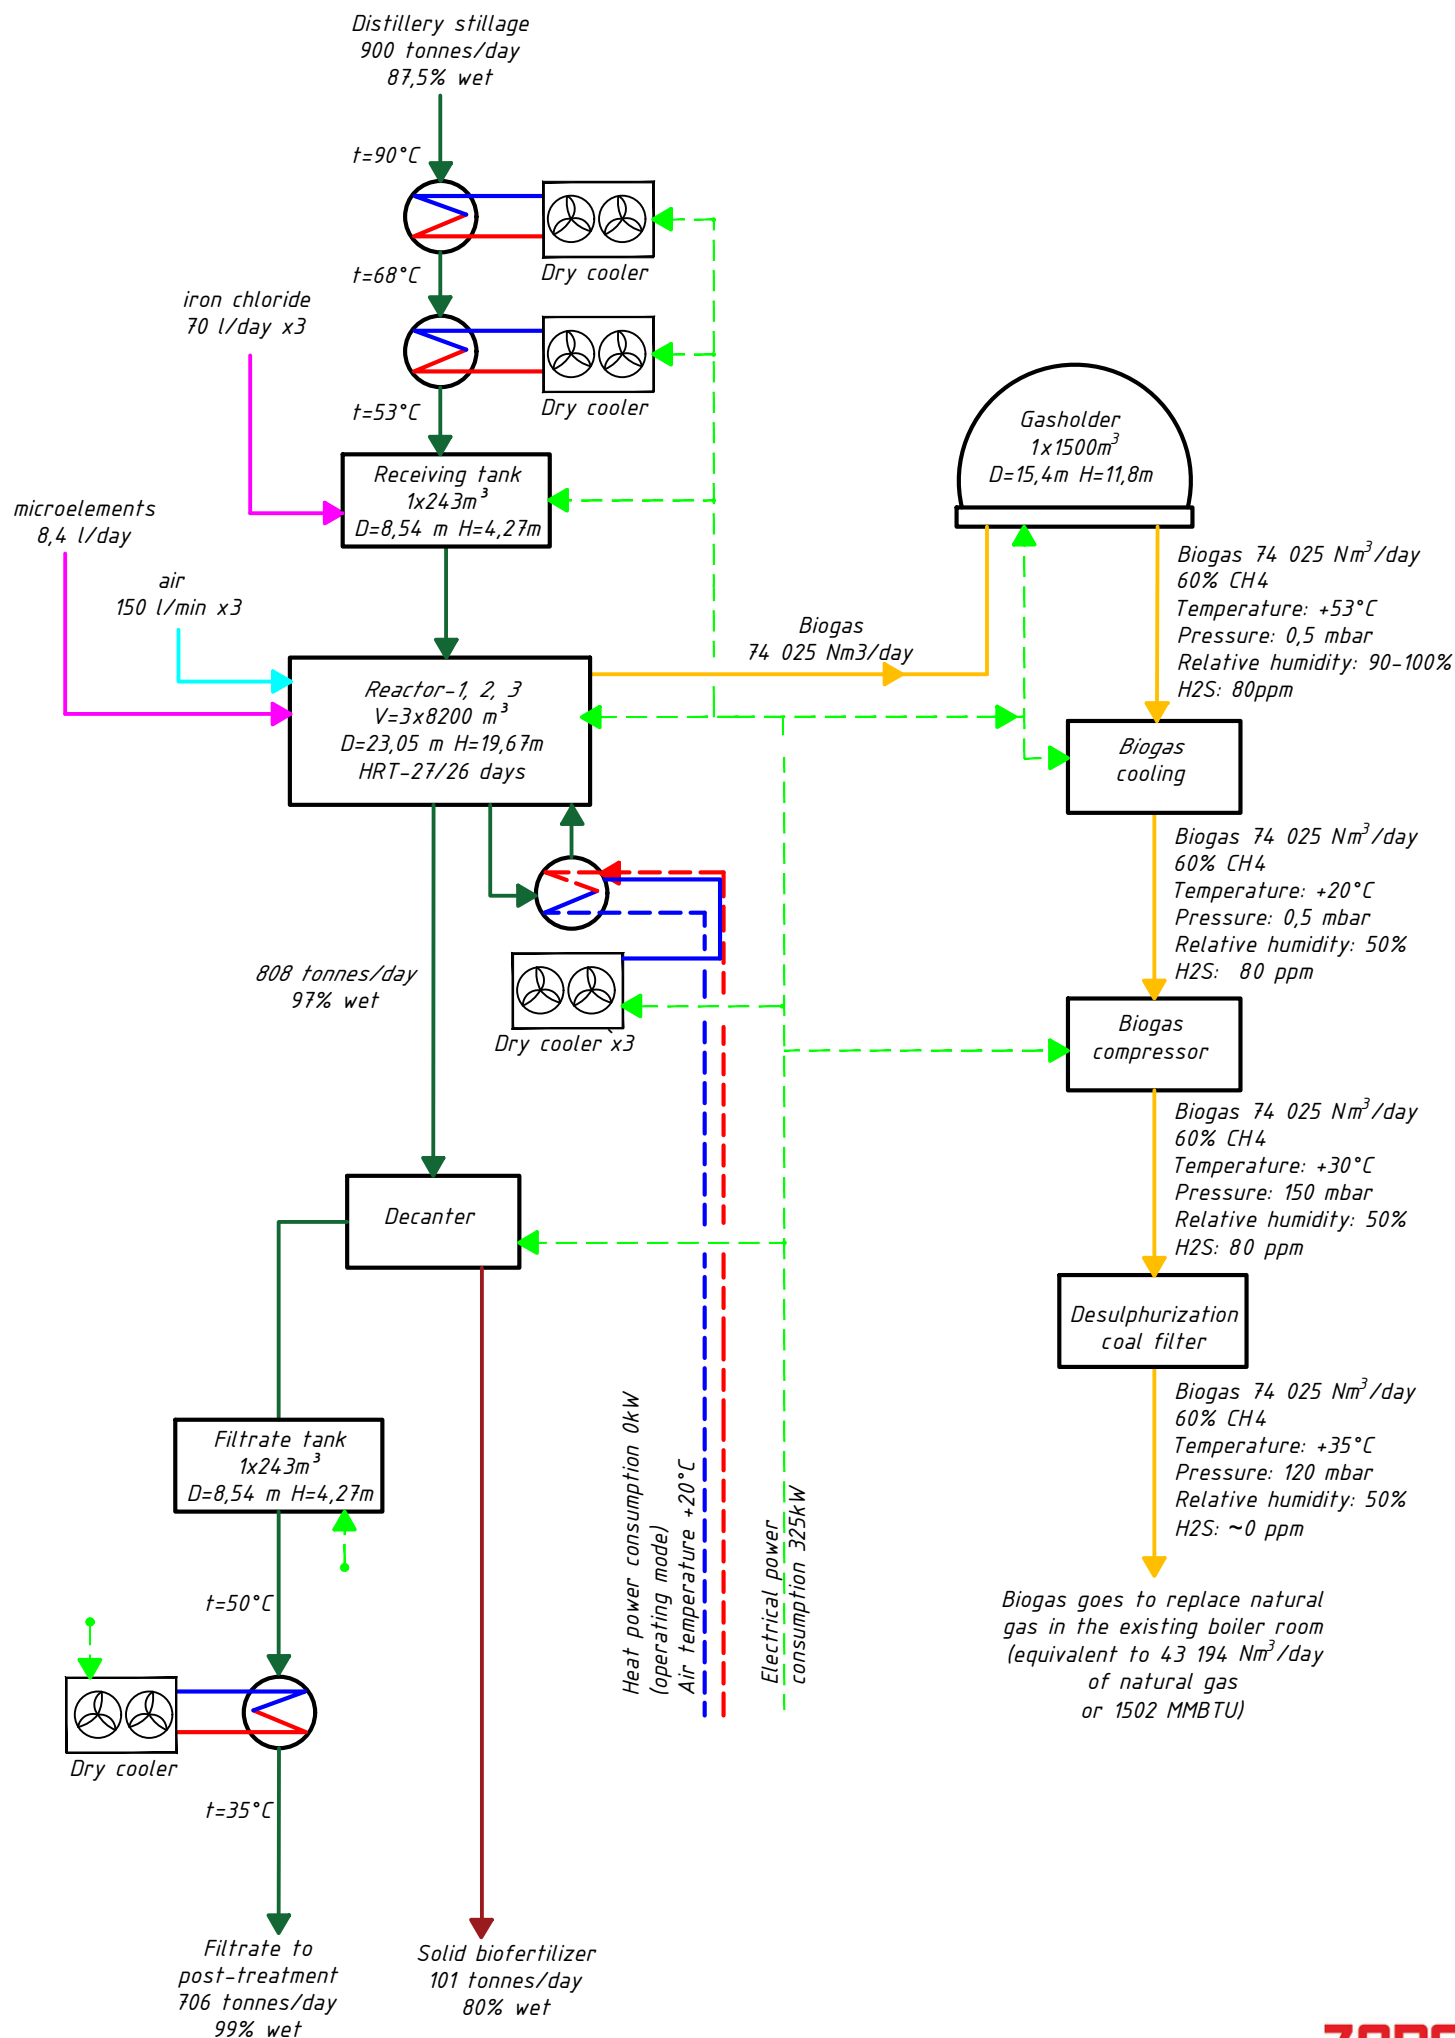 Distillery stillage
900 tonnes/day
87,5% wet
t=90°C
Dry cooler
t=68°C
iron chloride
70 l/day x3
Dry cooler
t=53°C
Receiving tank
1x243m³
D=8,54 m H=4,27m
microelements
8,4 l/day
air
150 l/min x3
Reactor-1, 2, 3
V=3x8200 m³
D=23,05 m H=19,67m
HRT-27/26 days
Biogas
74 025 Nm3/day
Gasholder
1x1500m³
D=15,4m H=11,8m
Biogas 74 025 Nm³/day
60% CH4
Temperature: +53°C
Pressure: 0,5 mbar
Relative humidity: 90-100%
H2S: 80ppm
Biogas
cooling
Biogas 74 025 Nm³/day
60% CH4
Temperature: +20°C
Pressure: 0,5 mbar
Relative humidity: 50%
H2S: 80 ppm
808 tonnes/day
97% wet
Dry cooler x3
Biogas
compressor
Biogas 74 025 Nm³/day
60% CH4
Temperature: +30°C
Pressure: 150 mbar
Relative humidity: 50%
H2S: 80 ppm
Decanter
Desulphurization
coal filter
Biogas 74 025 Nm³/day
60% CH4
Temperature: +35°C
Pressure: 120 mbar
Relative humidity: 50%
H2S: ~0 ppm
Filtrate tank
1x243m³
D=8,54 m H=4,27m
Heat power consumption 0kW
(operating mode)
Air temperature +20°C
Electrical power
consumption 325kW
t=50°C
Dry cooler
t=35°C
Biogas goes to replace natural
gas in the existing boiler room
(equivalent to 43 194 Nm³/day
of natural gas
or 1502 MMBTU)
Filtrate to
post-treatment
706 tonnes/day
99% wet
Solid biofertilizer
101 tonnes/day
80% wet